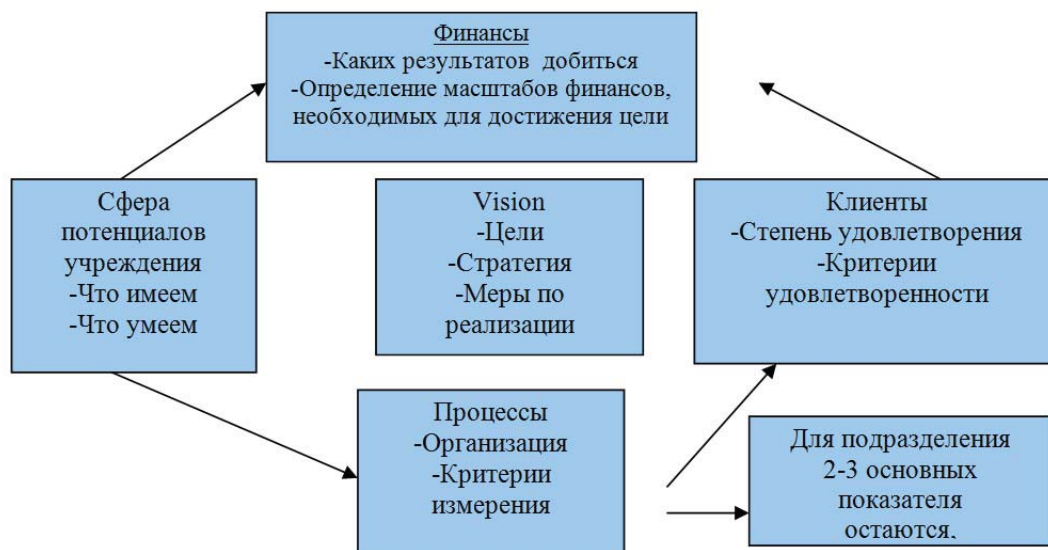 Финансы
-Каких результатов добиться
-Определение масштабов финансов,
необходимых для достижения цели
Сфера
потенциалов
учреждения
-Что имеем
-Что умеем
Vision
-Цели
-Стратегия
-Меры по
реализации
Клиенты
-Степень удовлетворения
-Критерии
удовлетворенности
Процессы
-Организация
-Критерии
измерения
Для подразделения
2-3 основных
показателя
остаются,